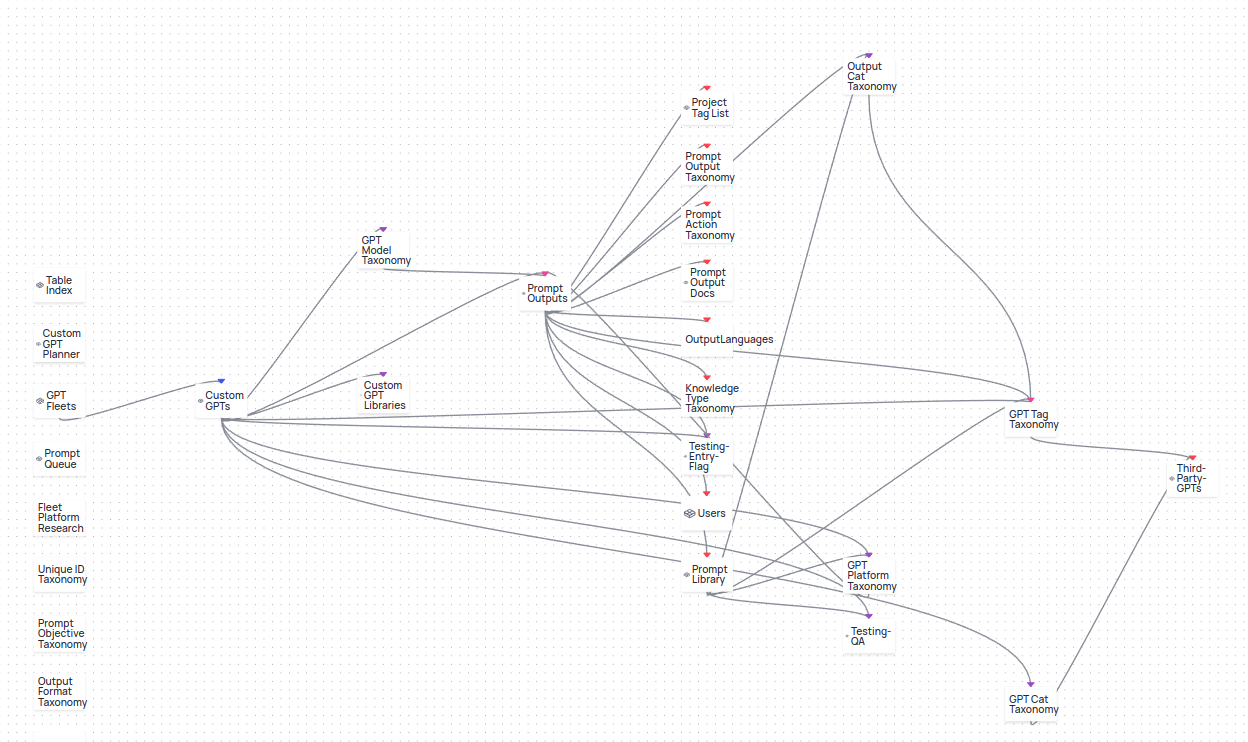 Output
Cat
Taxonomy
Project
Tag List
Prompt
Output
Taxonomy
Prompt
Action
Taxonomy
GPT
Model
Taxonomy
Prompt
Output
Docs
Table
Index
Prompt
Outputs
OutputLanguages
Custom
GPT
Planner
GPT
Fleets
Custom
GPTs
Custom
GPT
Libraries
Knowledge
Type
Taxonomy
GPT Tag
Taxonomy
Prompt
Queue
Testing-
Entry-
Flag
Third-
Party-
GPTs
Fleet
Platform
Research
Users
Unique ID
Taxonomy
Prompt
Library
GPT
Platform
Taxonomy
Prompt
Objective
Taxonomy
Testing-
QA
Output
Format
Taxonomy
GPT Cat
Taxonomy